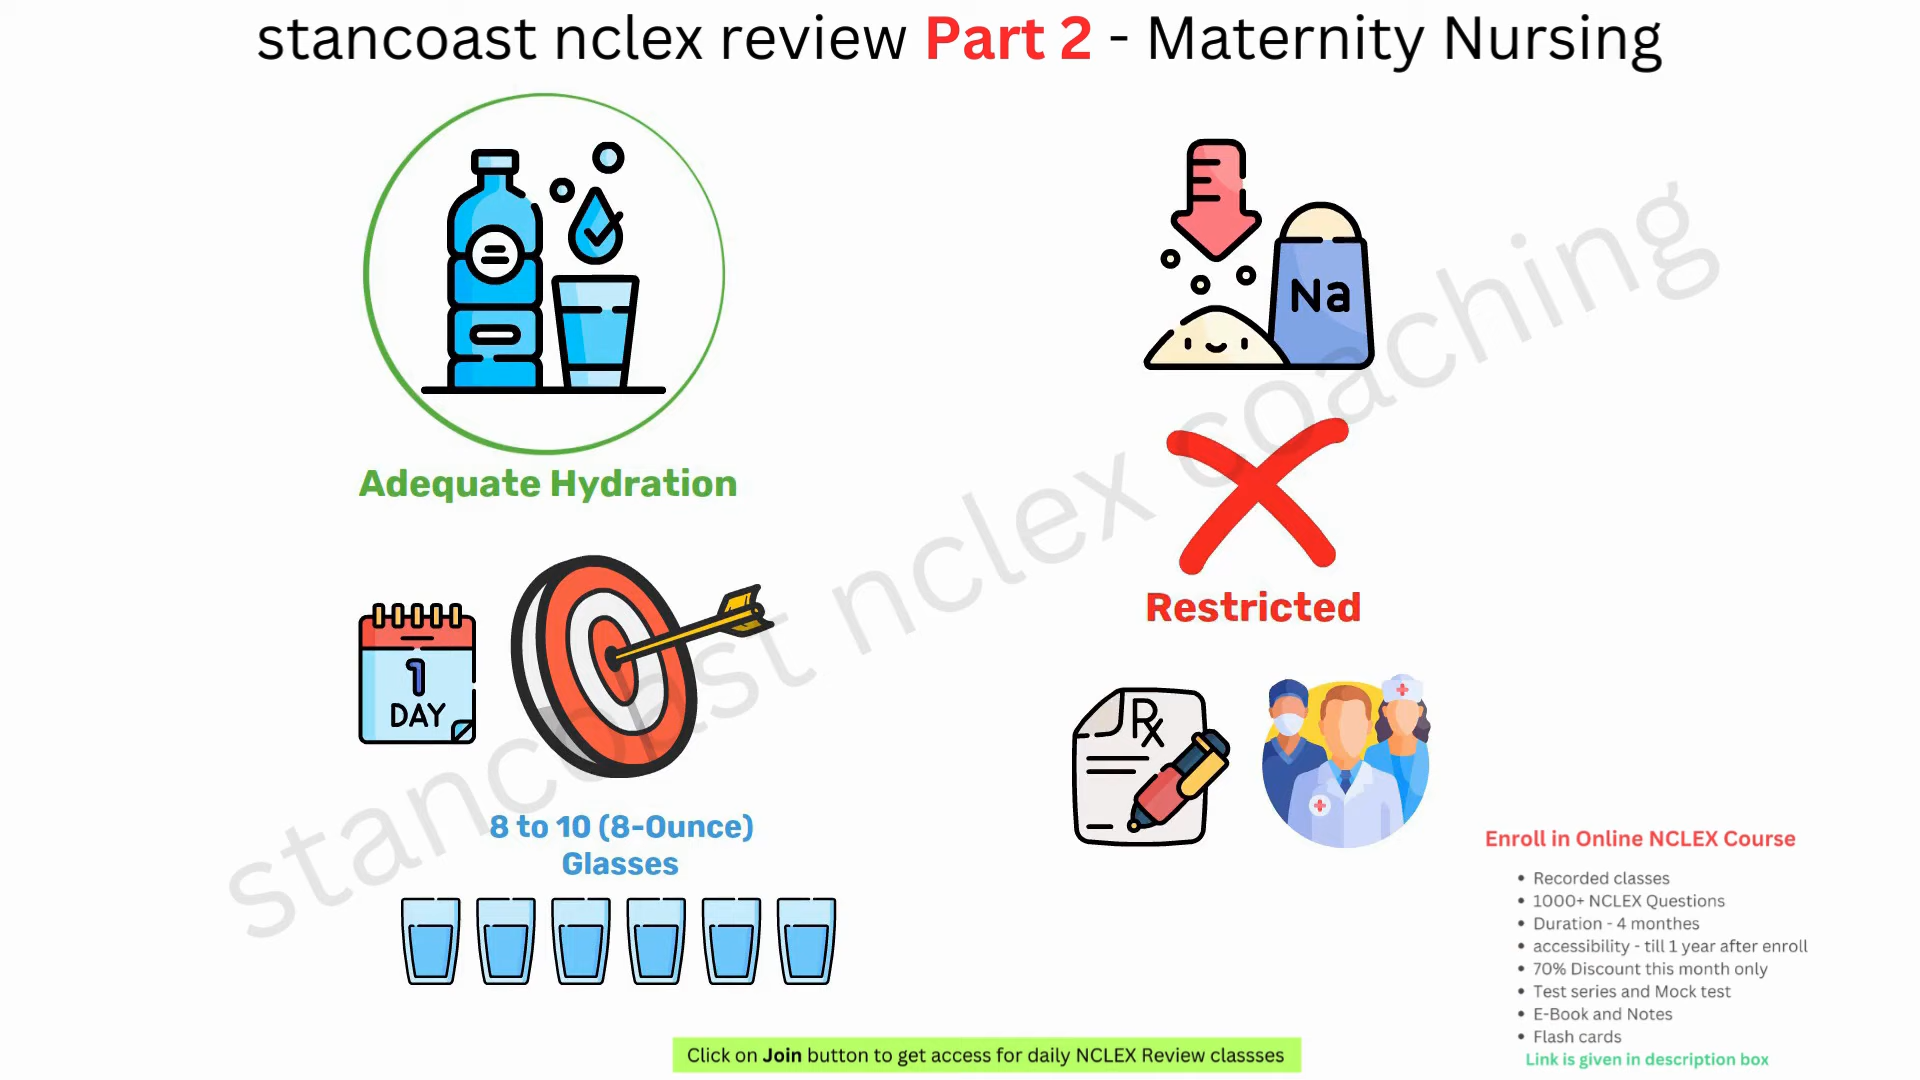 stancoast nclex review Part 2 - Maternity Nursing
Na
Adequate Hydration
Restricted
1
DAY
Rx
8 to 10 (8-Ounce)
Glasses
stancoast nclex coaching
Enroll in Online NCLEX Course
• Recorded classes
• 1000+ NCLEX Questions
• Duration - 4 monthes
• accessibility - till 1 year after enroll
• 70% Discount this month only
• Test series and Mock test
• E-Book and Notes
• Flash cards
Link is given in description box
Click on Join button to get access for daily NCLEX Review classses